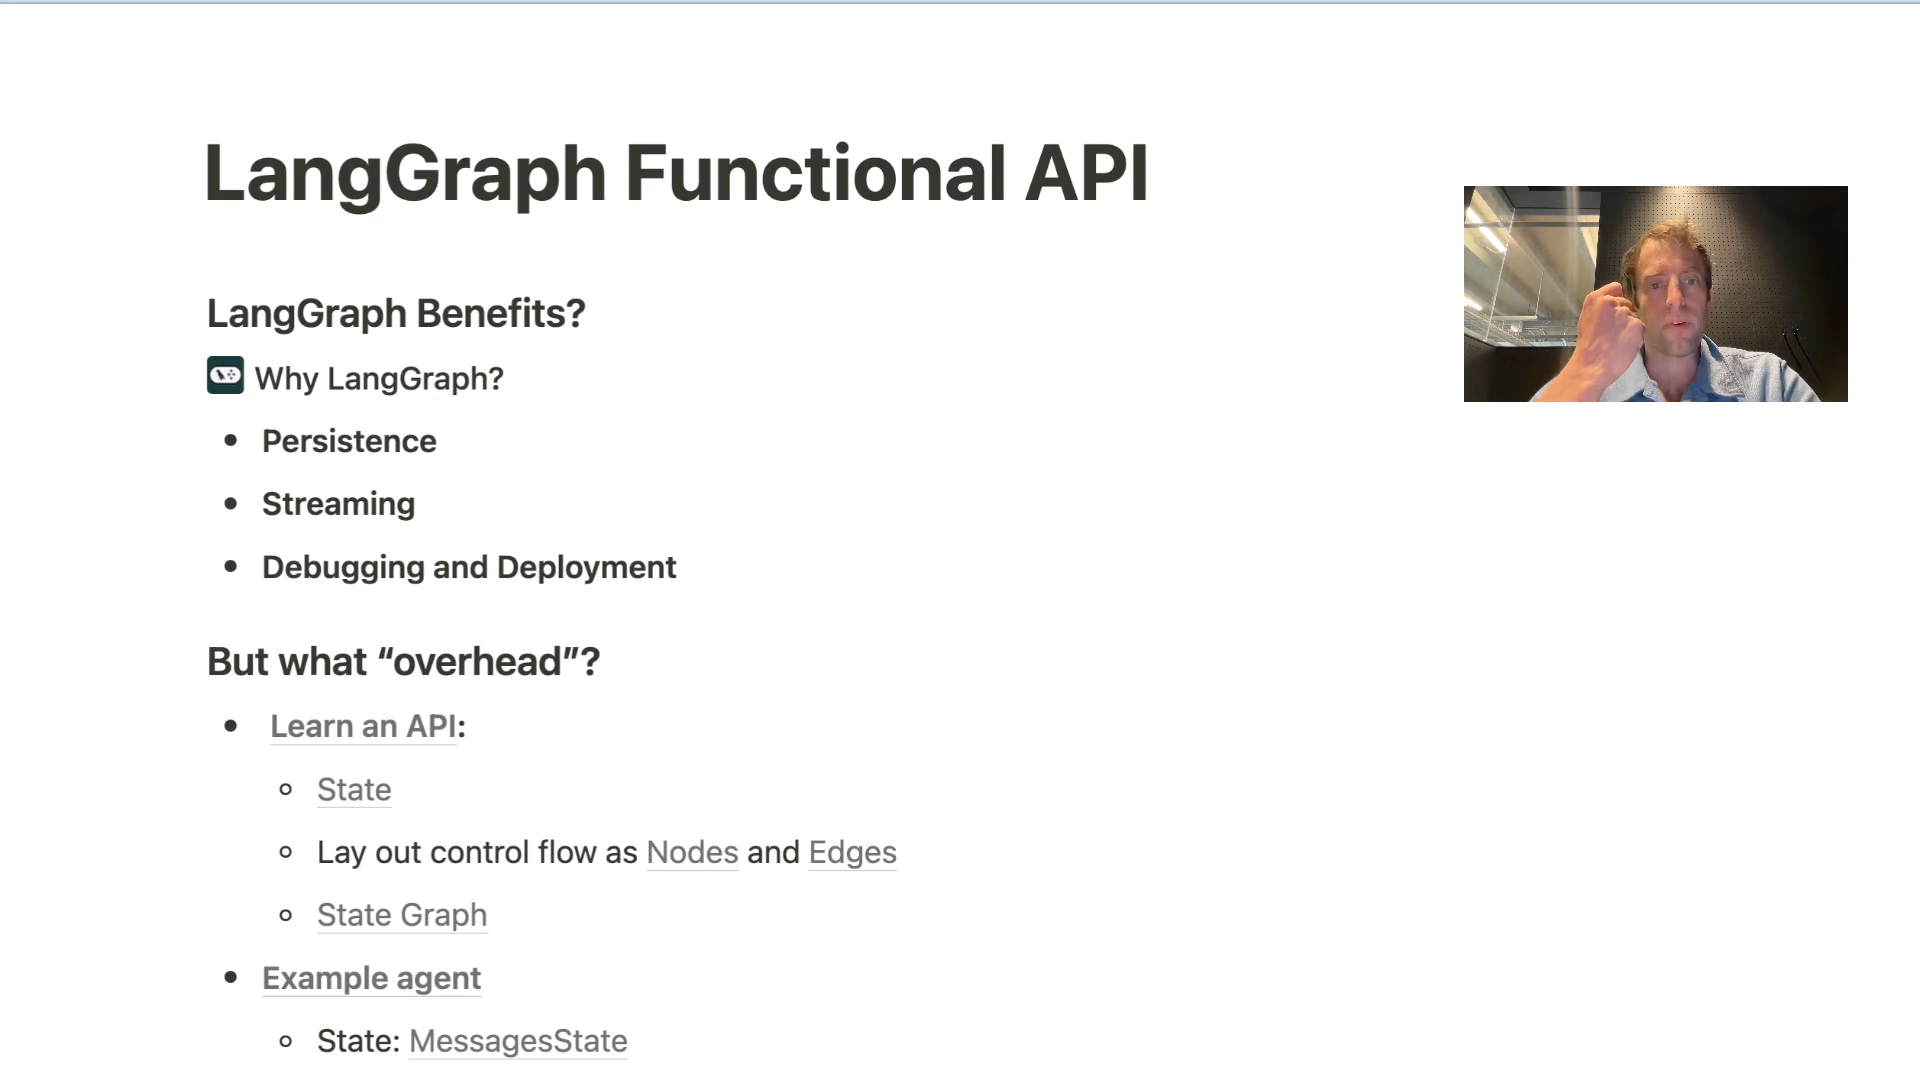 LangGraph Functional API
LangGraph Benefits?
Why LangGraph?
Persistence
Streaming
Debugging and Deployment
But what “overhead”?
Learn an API:
State
Lay out control flow as Nodes and Edges
State Graph
Example agent
State: MessagesState